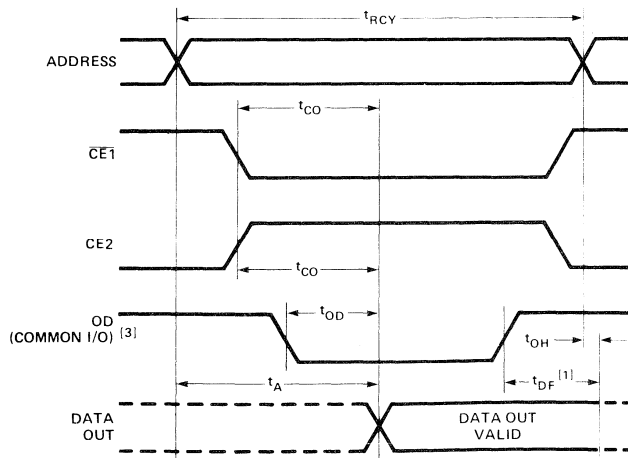 tRCY
ADDRESS
tCO
CE1
CE2
tCO
OD
(COMMON I/O) [3]
tOD
tOH
tA
tDF [1]
DATA
OUT
DATA OUT
VALID